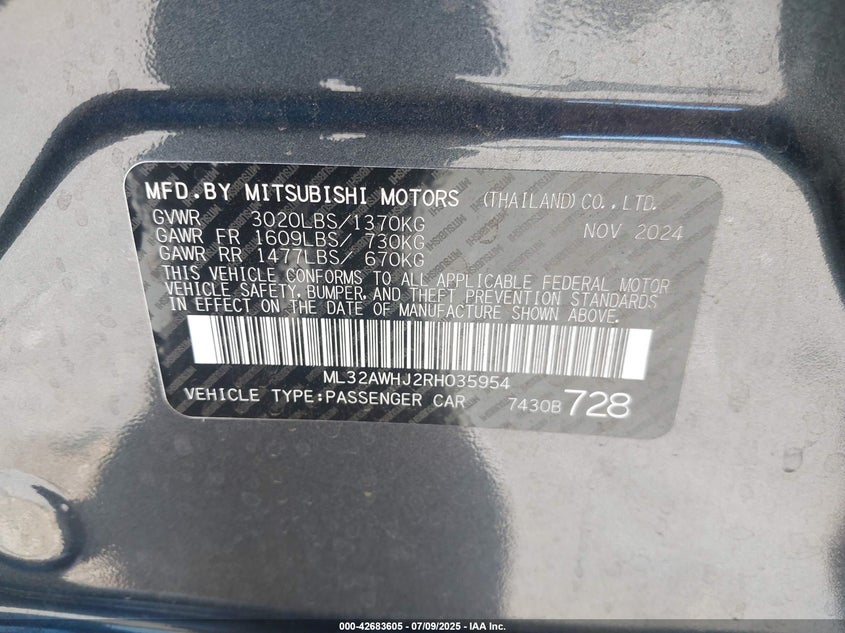 MFD.BY MITSUBISHI MOTORS (THAILAND)CO.,LTD.
GVWR 3020LBS/1370KG NOV 2024
GAWR FR 1609LBS/ 730KG
GAWR RR 1477LBS/ 670KG
THIS VEHICLE CONFORMS TO ALL APPLICABLE FEDERAL MOTOR
VEHICLE SAFETY, BUMPER, AND THEFT PREVENTION STANDARDS
IN EFFECT ON THE DATE OF MANUFACTURE SHOWN ABOVE.
ML32AWHJ2RH035954
VEHICLE TYPE:PASSENGER CAR 7430B 728
000-42683605 / 07/09/2025 - IAA Inc.